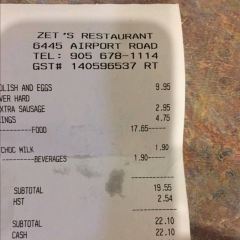 ZET'S RESTAURANT
6445 AIRPORT ROAD
TEL: 905 678-1114
GST# 140596537 RT
OLISH AND EGGS 9.95
VER HARD
EXTRA SAUSAGE 2.95
INGS 4.75
--------FOOD 17.65------
CHOC MILK 1.90
--------BEVERAGES 1.90-----
SUBTOTAL 19.55
HST 2.54
SUBTOTAL 22.10
CASH 22.10